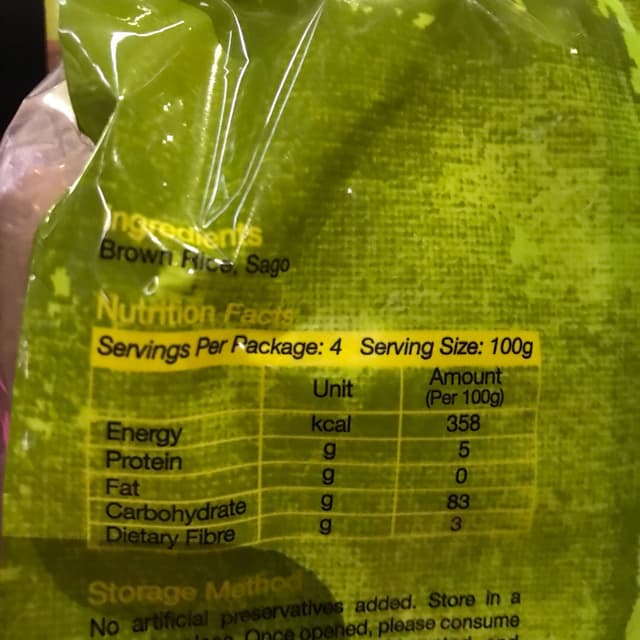 Ingredients
Brown Rice, Sago
Nutrition Facts
Servings Per Package: 4 Serving Size: 100g
Unit Amount (Per 100g)
Energy kcal 358
Protein g 5
Fat g 0
Carbohydrate g 83
Dietary Fibre g 3
Storage Method
No artificial preservatives added. Store in a
Once opened, please consume